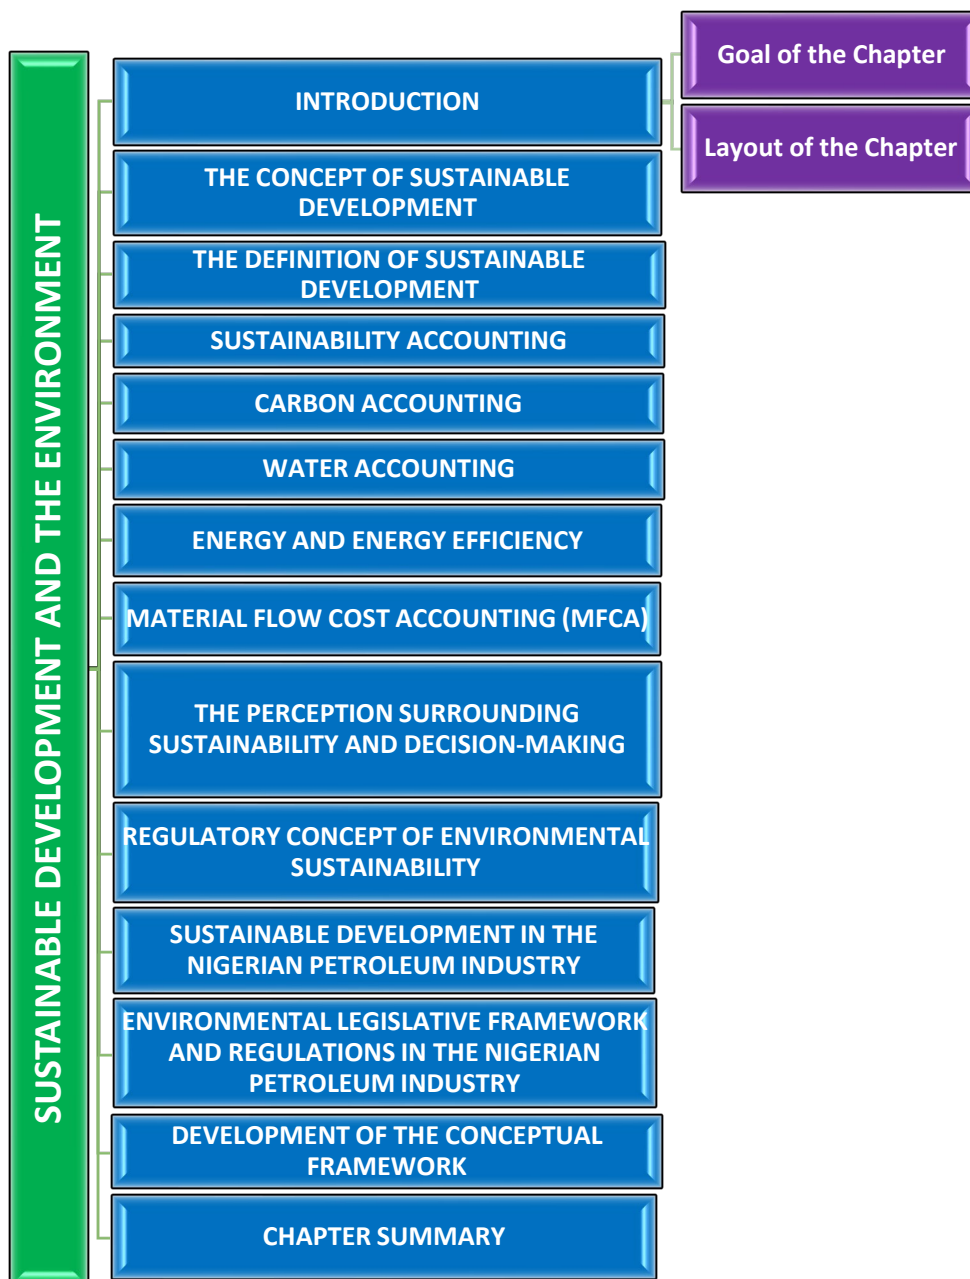 SUSTAINABLE DEVELOPMENT AND THE ENVIRONMENT
INTRODUCTION
Goal of the Chapter
Layout of the Chapter
THE CONCEPT OF SUSTAINABLE
DEVELOPMENT
THE DEFINITION OF SUSTAINABLE
DEVELOPMENT
SUSTAINABILITY ACCOUNTING
CARBON ACCOUNTING
WATER ACCOUNTING
ENERGY AND ENERGY EFFICIENCY
MATERIAL FLOW COST ACCOUNTING (MFCA)
THE PERCEPTION SURROUNDING
SUSTAINABILITY AND DECISION-MAKING
REGULATORY CONCEPT OF ENVIRONMENTAL
SUSTAINABILITY
SUSTAINABLE DEVELOPMENT IN THE
NIGERIAN PETROLEUM INDUSTRY
ENVIRONMENTAL LEGISLATIVE FRAMEWORK
AND REGULATIONS IN THE NIGERIAN
PETROLEUM INDUSTRY
DEVELOPMENT OF THE CONCEPTUAL
FRAMEWORK
CHAPTER SUMMARY